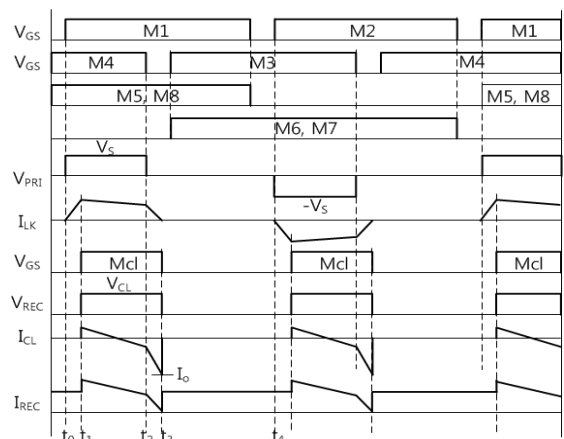 VGS M1 M2 M1
VGS M4 M3 M4
M5, M8 M5, M8
M6, M7
VS
VPRI
-VS
ILK
VGS Mcl Mcl Mcl
VCL
VREC
ICL
Io
IREC
t0 t1 t2 t3 t4